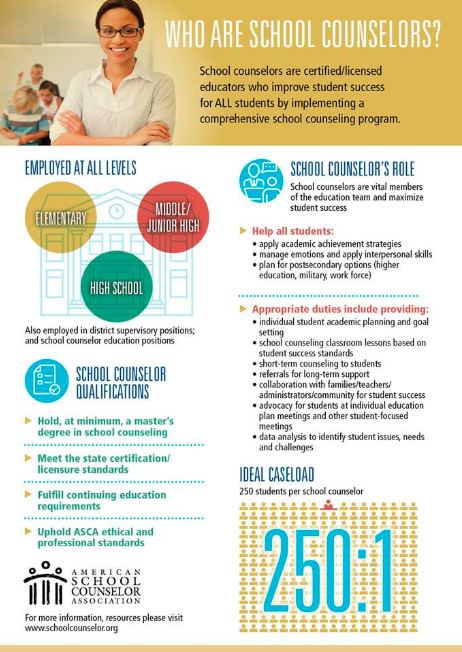 WHO ARE SCHOOL COUNSELORS?
School counselors are certified/licensed
educators who improve student success
for ALL students by implementing a
comprehensive school counseling program.
EMPLOYED AT ALL LEVELS
ELEMENTARY
MIDDLE/
JUNIOR HIGH
HIGH SCHOOL
Also employed in district supervisory positions;
and school counselor education positions
SCHOOL COUNSELOR
QUALIFICATIONS
Hold, at minimum, a master's
degree in school counseling
Meet the state certification/
licensure standards
Fulfill continuing education
requirements
Uphold ASCA ethical and
professional standards
AMERICAN
SCHOOL
COUNSELOR
ASSOCIATION
For more information, resources please visit
www.schoolcounselor.org
SCHOOL COUNSELOR'S ROLE
School counselors are vital members
of the education team and maximize
student success
Help all students:
• apply academic achievement strategies
• manage emotions and apply interpersonal skills
• plan for postsecondary options (higher
education, military, work force)
Appropriate duties include providing:
• individual student academic planning and goal
setting
• school counseling classroom lessons based on
student success standards
• short-term counseling to students
• referrals for long-term support
• collaboration with families/teachers/
administrators/community for student success
• advocacy for students at individual education
plan meetings and other student-focused
meetings
• data analysis to identify student issues, needs
and challenges
IDEAL CASELOAD
250 students per school counselor
250:1